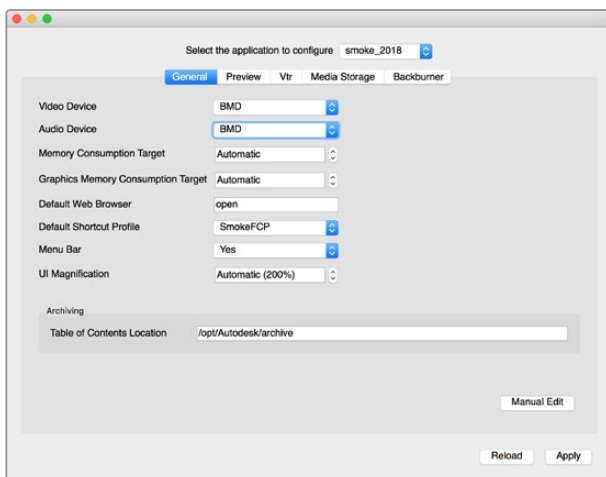 Select the application to configure smoke_2018
General Preview Vtr Media Storage Backburner
Video Device BMD
Audio Device BMD
Memory Consumption Target Automatic
Graphics Memory Consumption Target Automatic
Default Web Browser open
Default Shortcut Profile SmokeFCP
Menu Bar Yes
UI Magnification Automatic (200%)
Archiving
Table of Contents Location /opt/Autodesk/archive
Manual Edit
Reload Apply